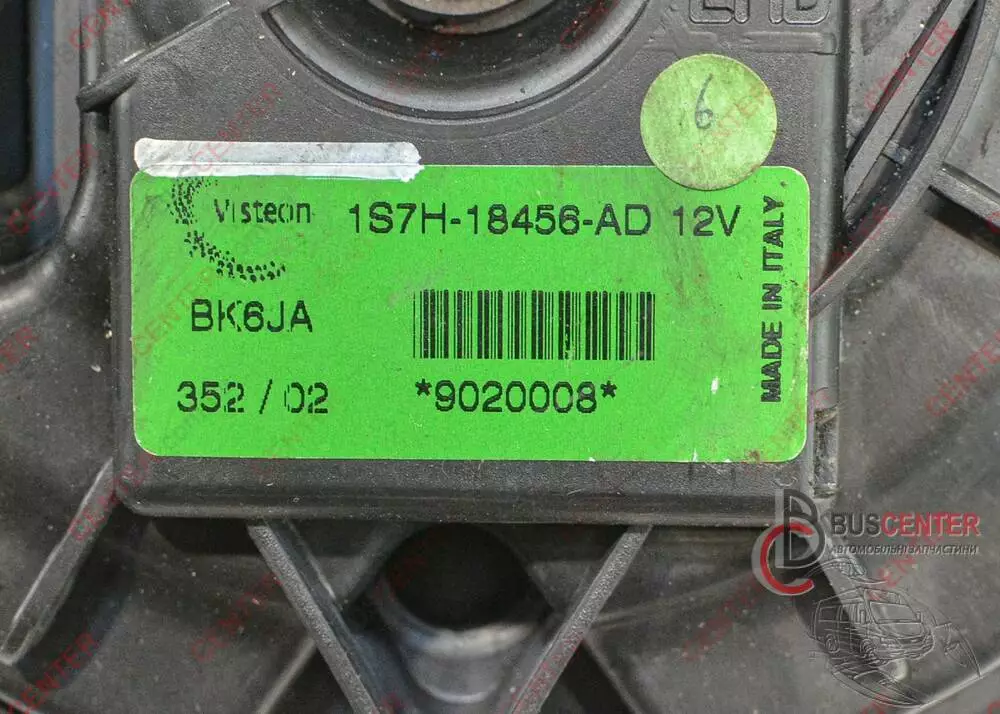 6
Visteon 1S7H-18456-AD 12V
MADE IN ITALY
BK6JA
352 / 02
*9020008*
BUSCENTER
АВТОМОБІЛЬНІ ЗАПЧАСТИНИ